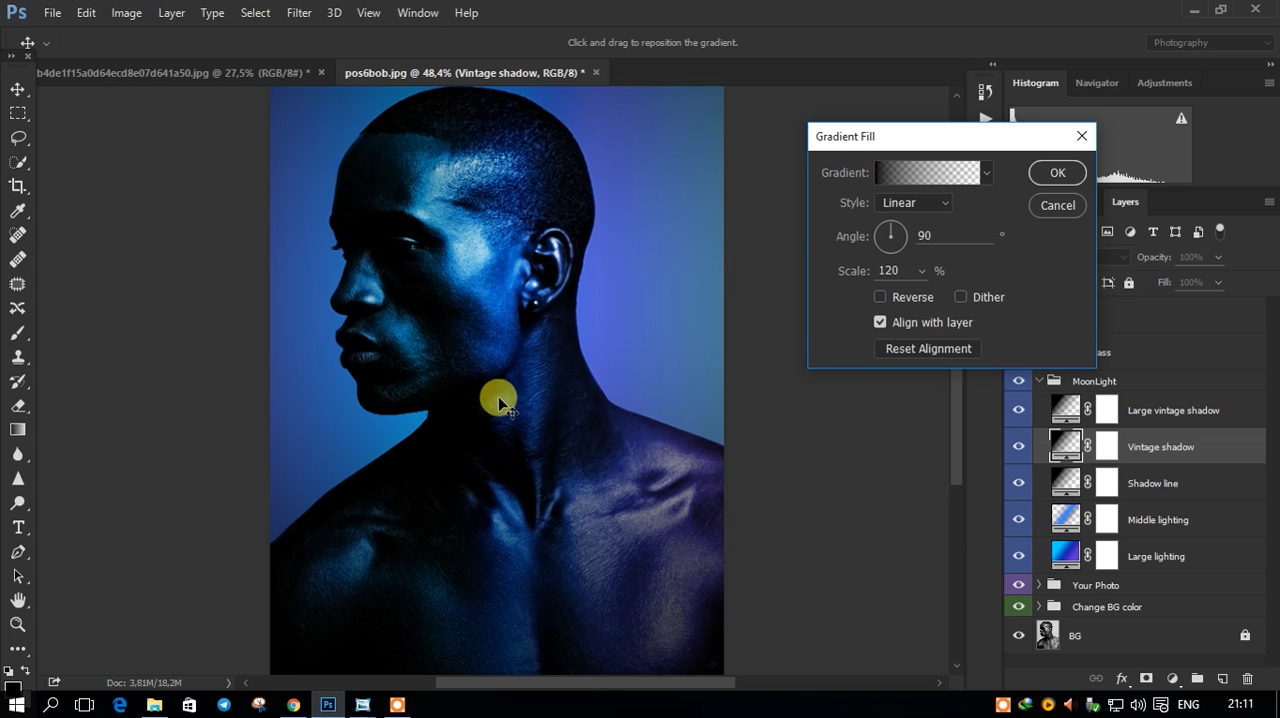 Ps File Edit Image Layer Type Select Filter 3D View Window Help
Click and drag to reposition the gradient.
Photography
b4de1f15a0d64ecd8e07d641a50.jpg @ 27,5% (RGB/8#) *
pos6bob.jpg @ 48,4% (Vintage shadow, RGB/8) *
Histogram Navigator Adjustments
Gradient Fill
Gradient:
OK
Style: Linear
Cancel
Angle: 90 °
Scale: 120 %
Reverse Dither
Align with layer
Reset Alignment
Layers
Opacity: 100%
Fill: 100%
MoonLight
Large vintage shadow
Vintage shadow
Shadow line
Middle lighting
Large lighting
Your Photo
Change BG color
BG
Doc: 3,81M/18,2M
ENG 21:11